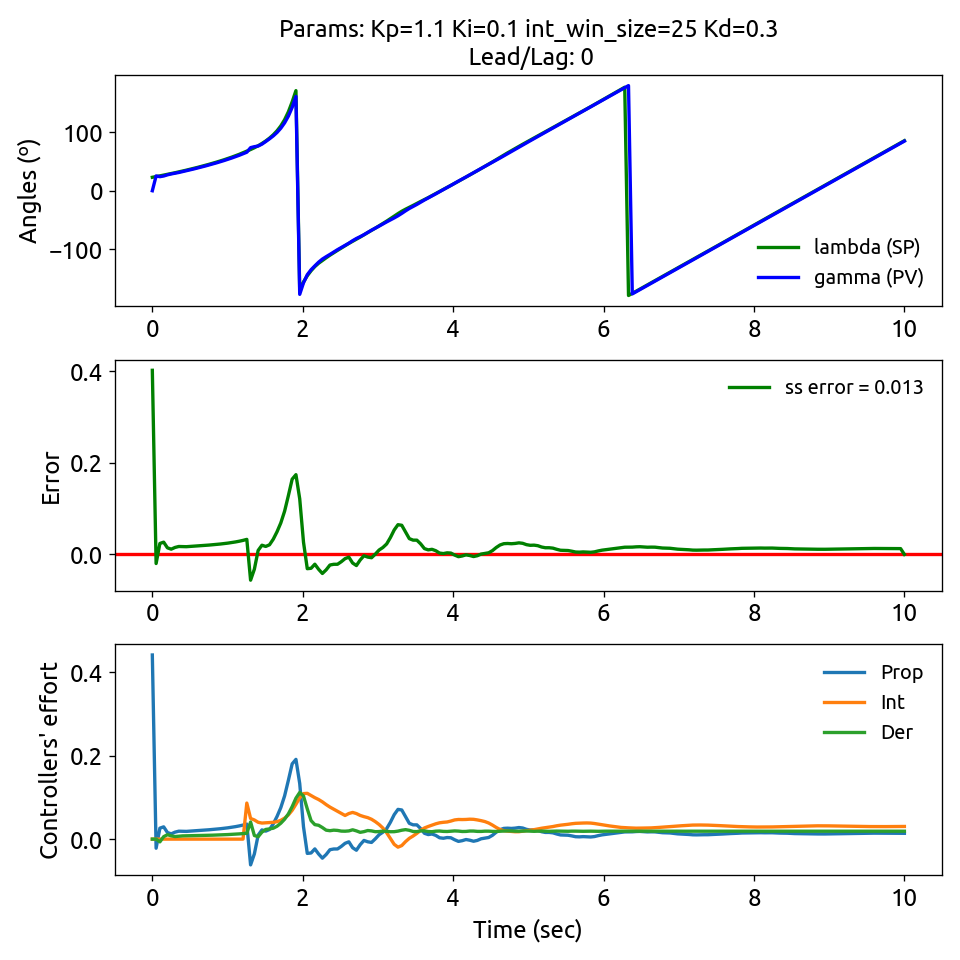 Params: Kp=1.1 Ki=0.1 int_win_size=25 Kd=0.3
Lead/Lag: 0
Angles (º)
100
0
−100
lambda (SP)
gamma (PV)
0 2 4 6 8 10
Error
0.4
0.2
0.0
ss error = 0.013
0 2 4 6 8 10
Controllers' effort
0.4
0.2
0.0
Prop
Int
Der
0 2 4 6 8 10
Time (sec)